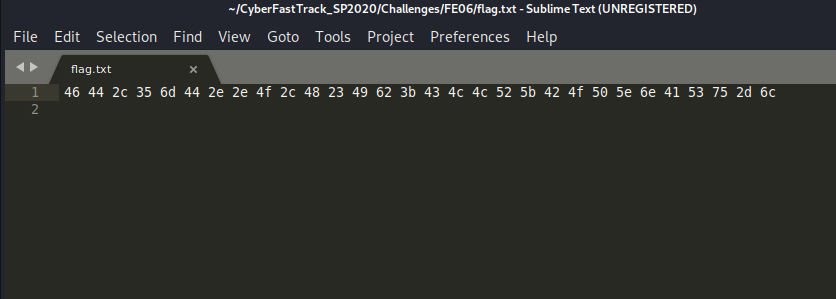 ~/CyberFastTrack_SP2020/Challenges/FE06/flag.txt - Sublime Text (UNREGISTERED)
File Edit Selection Find View Goto Tools Project Preferences Help
flag.txt ×
1 46 44 2c 35 6d 44 2e 2e 4f 2c 48 23 49 62 3b 43 4c 4c 52 5b 42 4f 50 5e 6e 41 53 75 2d 6c
2